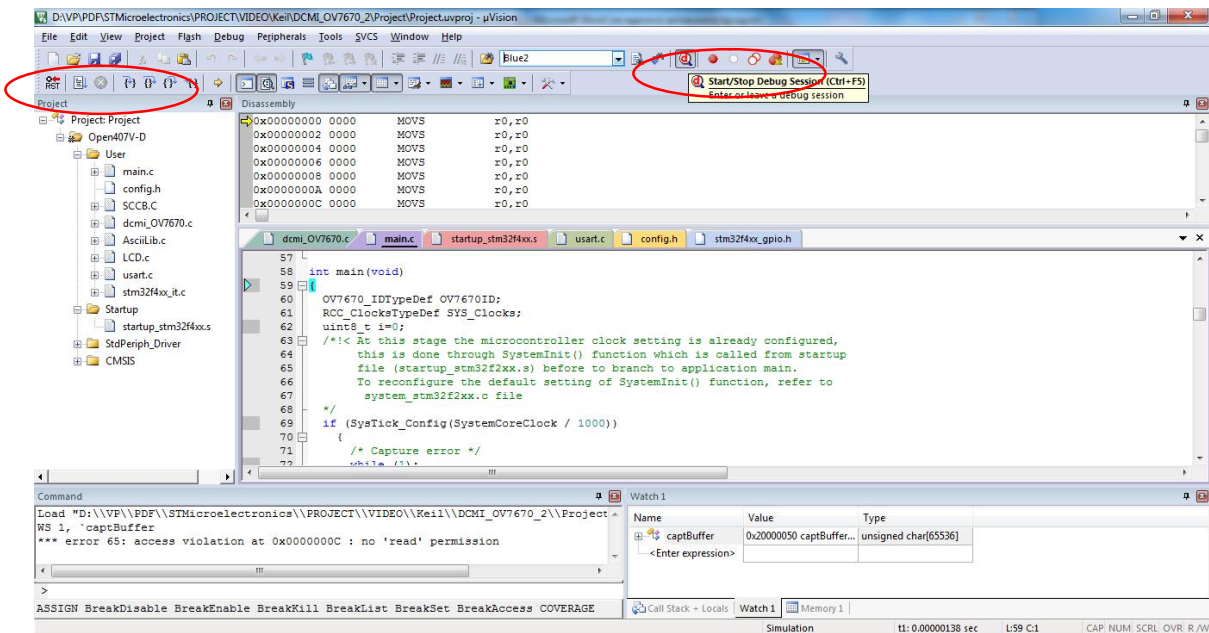 D:\VP\PDF\STMicroelectronics\PROJECT\VIDEO\Keil\DCMI_OV7670_2\Project\Project.uvproj - µVision
File Edit View Project Flash Debug Peripherals Tools SVCS Window Help
Blue2
RST
Start/Stop Debug Session (Ctrl+F5)
Enter or leave a debug session
Project
Project: Project
Open407V-D
User
main.c
config.h
SCCB.C
dcmi_OV7670.c
AsciiLib.c
LCD.c
usart.c
stm32f4xx_it.c
Startup
startup_stm32f4xx.s
StdPeriph_Driver
CMSIS
Disassembly
0x00000000 0000 MOVS r0,r0
0x00000002 0000 MOVS r0,r0
0x00000004 0000 MOVS r0,r0
0x00000006 0000 MOVS r0,r0
0x00000008 0000 MOVS r0,r0
0x0000000A 0000 MOVS r0,r0
0x0000000C 0000 MOVS r0,r0
dcmi_OV7670.c main.c startup_stm32f4xx.s usart.c config.h stm32f4xx_gpio.h
57
58 int main(void)
59 {
60 OV7670_IDTypeDef OV7670ID;
61 RCC_ClocksTypeDef SYS_Clocks;
62 uint8_t i=0;
63 /*!< At this stage the microcontroller clock setting is already configured,
64 this is done through SystemInit() function which is called from startup
65 file (startup_stm32f2xx.s) before to branch to application main.
66 To reconfigure the default setting of SystemInit() function, refer to
67 system_stm32f2xx.c file
68 */
69 if (SysTick_Config(SystemCoreClock / 1000))
70 {
71 /* Capture error */
72 while (1);
Command
Load "D:\\VP\\PDF\\STMicroelectronics\\PROJECT\\VIDEO\\Keil\\DCMI_OV7670_2\\Project
WS 1, `captBuffer
*** error 65: access violation at 0x0000000C : no 'read' permission
>
ASSIGN BreakDisable BreakEnable BreakKill BreakList BreakSet BreakAccess COVERAGE
Watch 1
Name Value Type
captBuffer 0x20000050 captBuffer... unsigned char[65536]
<Enter expression>
Call Stack + Locals Watch 1 Memory 1
Simulation t1: 0.00000138 sec L:59 C:1 CAP NUM SCRL OVR R/W